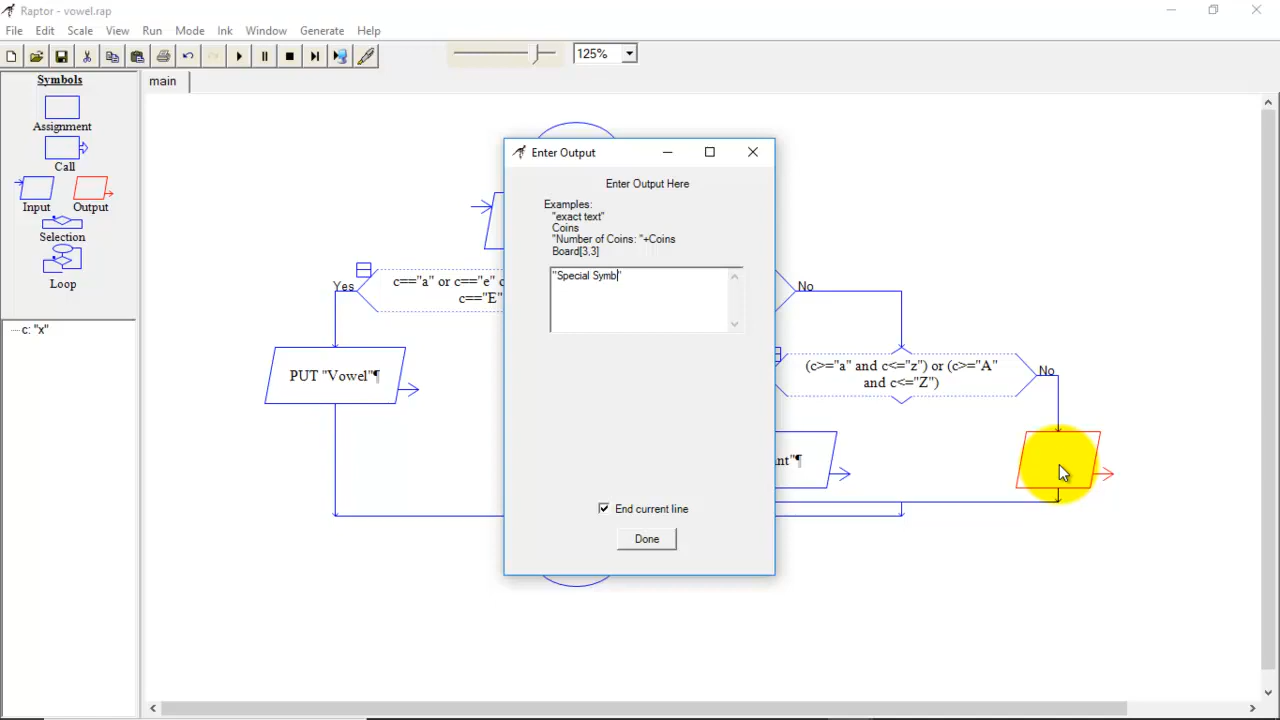 Raptor - vowel.rap
File Edit Scale View Run Mode Ink Window Generate Help
125%
Symbols
Assignment
Call
Input Output
Selection
Loop
c: "x"
main
Enter Output
Enter Output Here
Examples:
"exact text"
Coins
"Number of Coins: "+Coins
Board[3,3]
"Special Symb"
End current line
Done
Yes
c=="a" or c=="e"
c=="E"
No
PUT "Vowel"¶
(c>="a" and c<="z") or (c>="A"
and c<="Z")
No
nt"¶